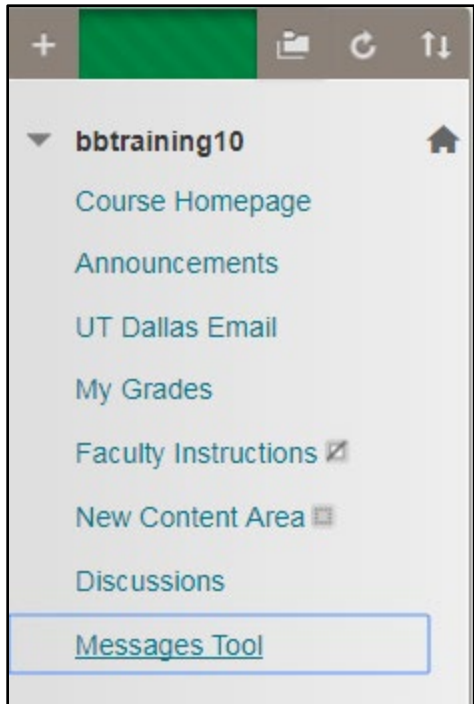 bbtraining10
Course Homepage
Announcements
UT Dallas Email
My Grades
Faculty Instructions
New Content Area
Discussions
Messages Tool